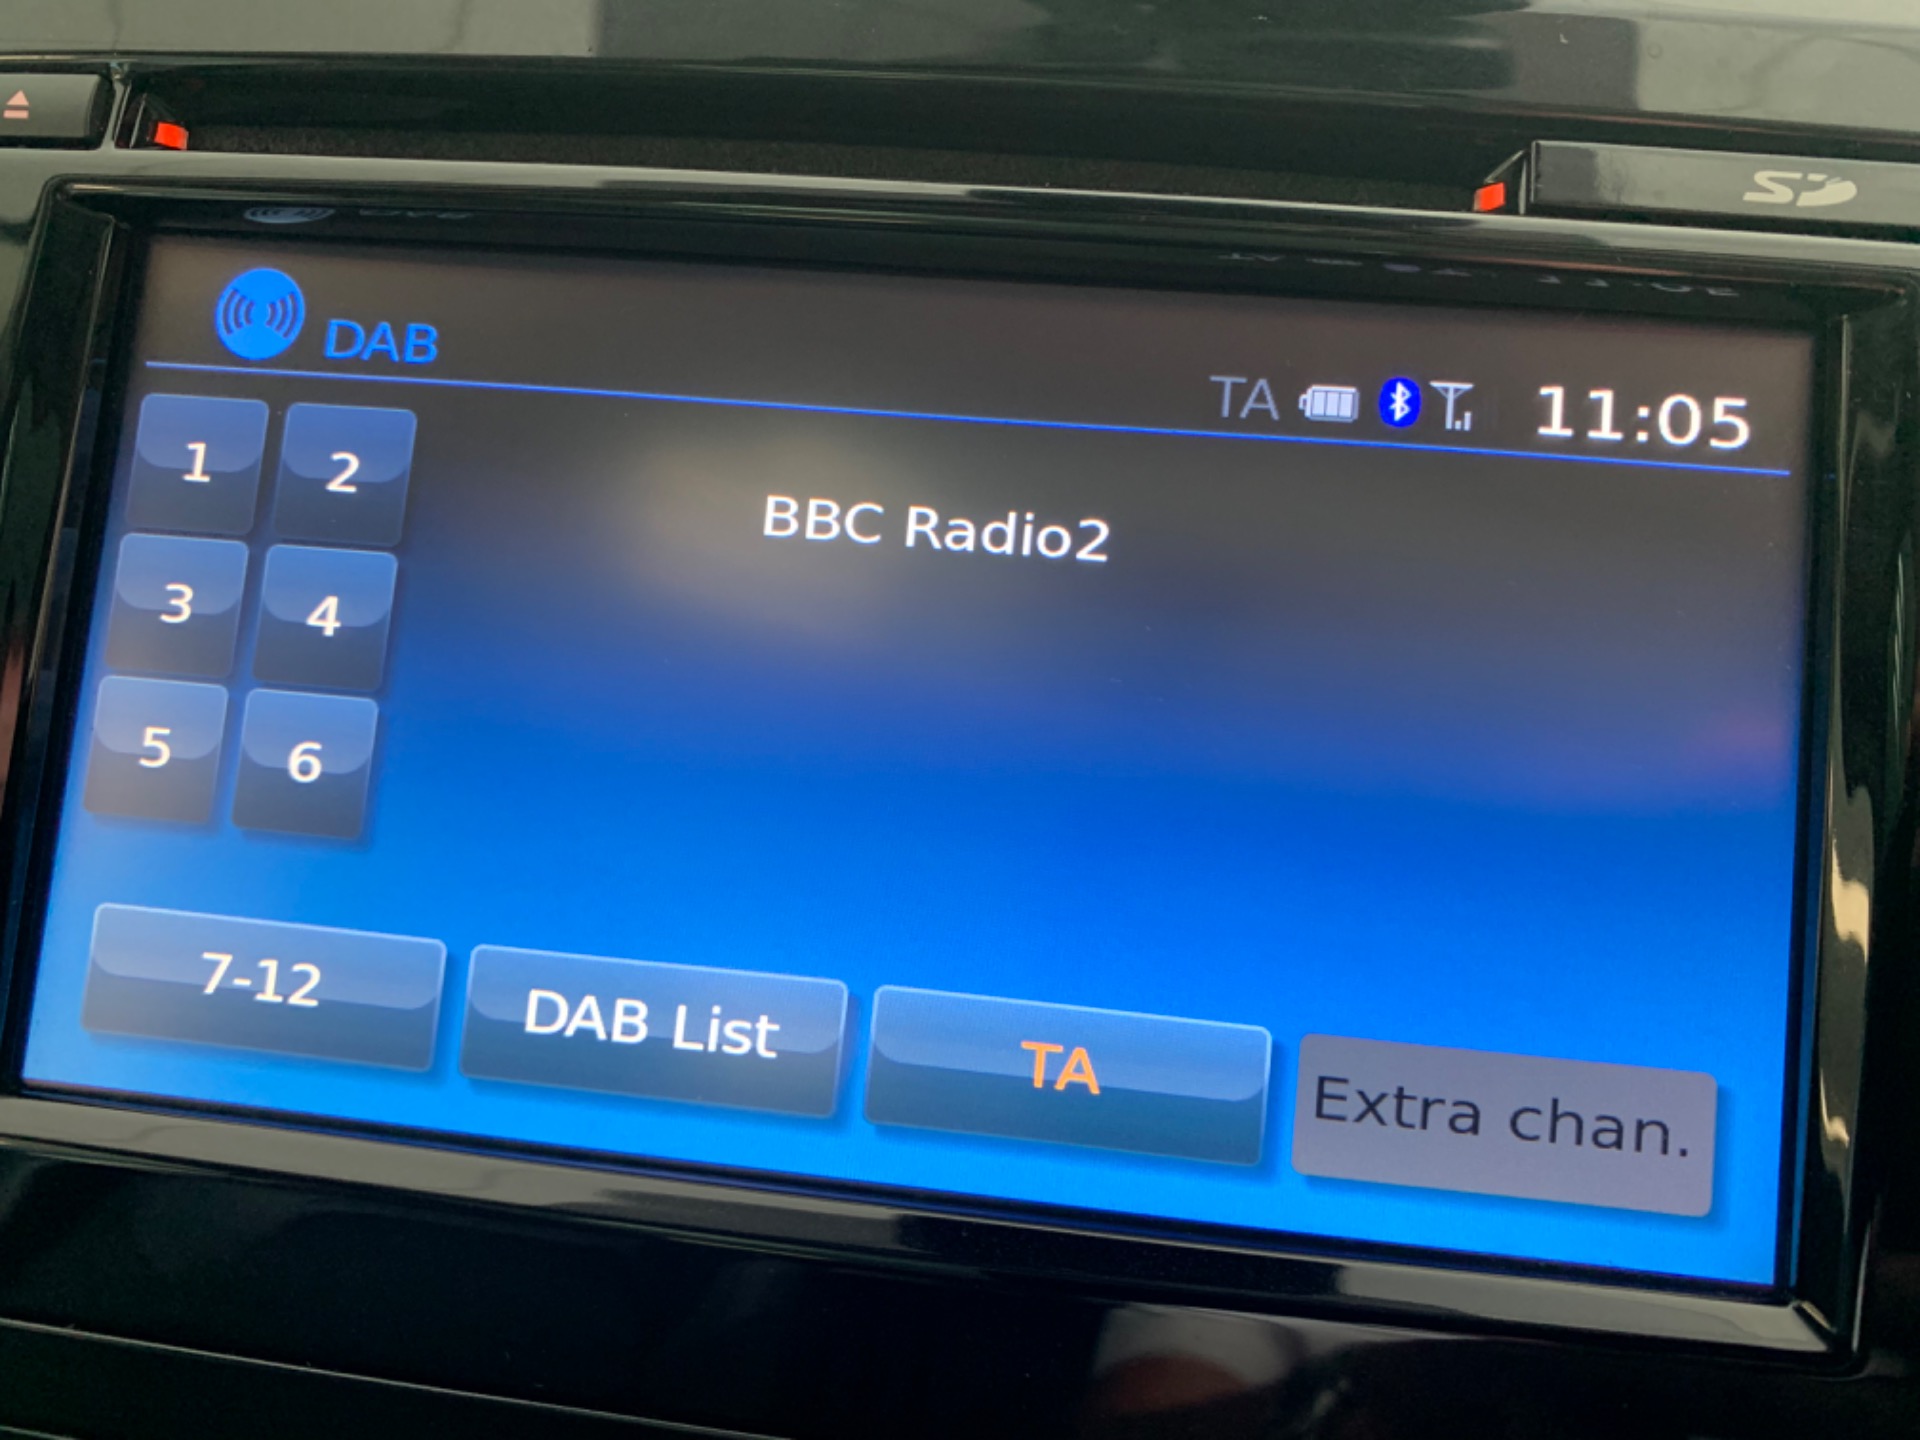 SD
DAB
TA 11:05
1 2
BBC Radio2
3 4
5 6
7-12 DAB List TA Extra chan.